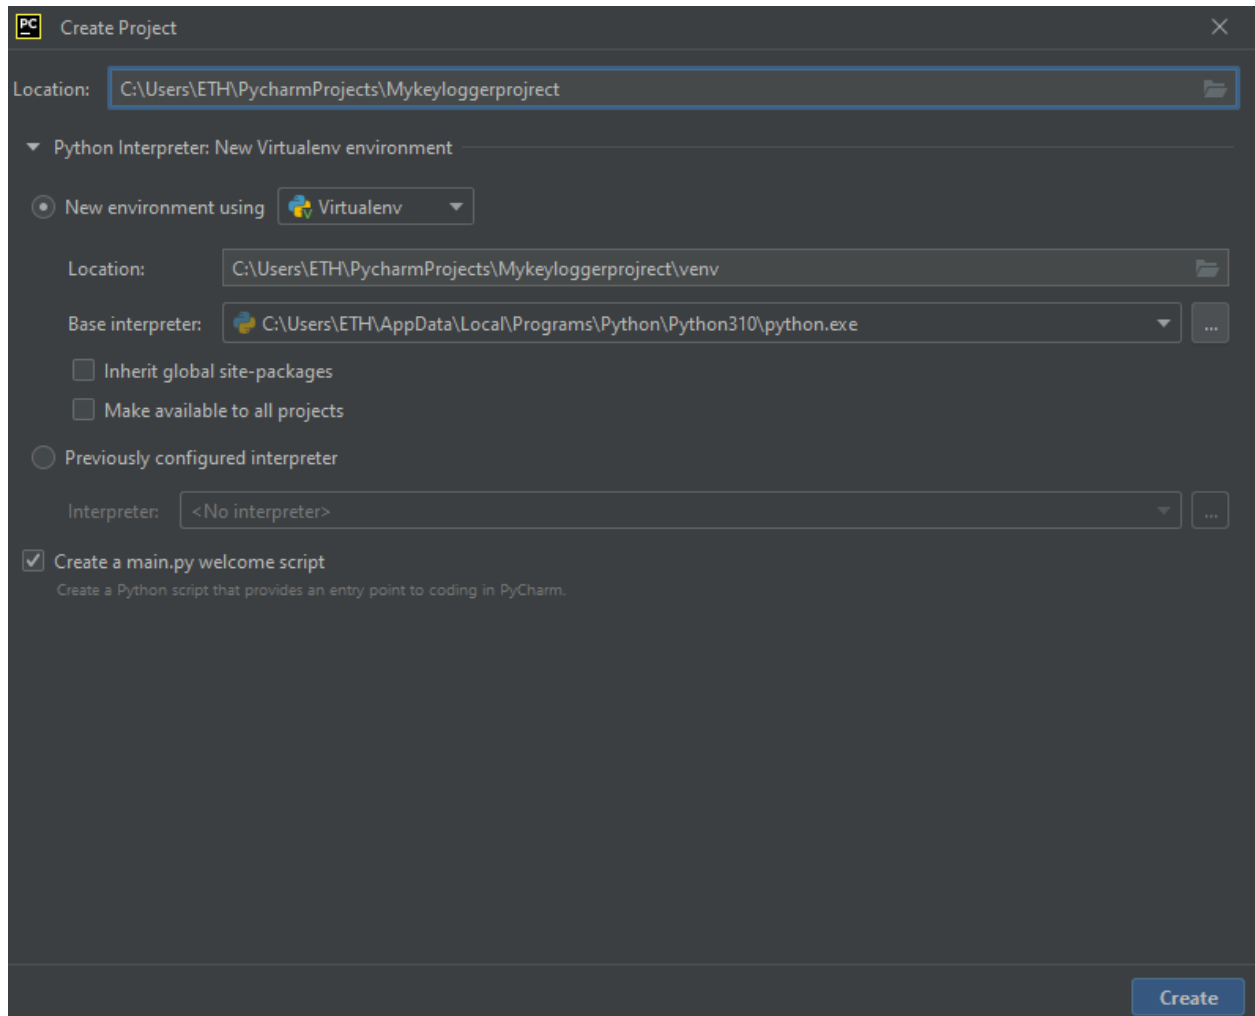 PC Create Project
Location: C:\Users\ETH\PycharmProjects\Mykeyloggerprojrect
Python Interpreter: New Virtualenv environment
New environment using Virtualenv
Location: C:\Users\ETH\PycharmProjects\Mykeyloggerprojrect\venv
Base interpreter: C:\Users\ETH\AppData\Local\Programs\Python\Python310\python.exe ...
Inherit global site-packages
Make available to all projects
Previously configured interpreter
Interpreter: <No interpreter> ...
Create a main.py welcome script
Create a Python script that provides an entry point to coding in PyCharm.
Create